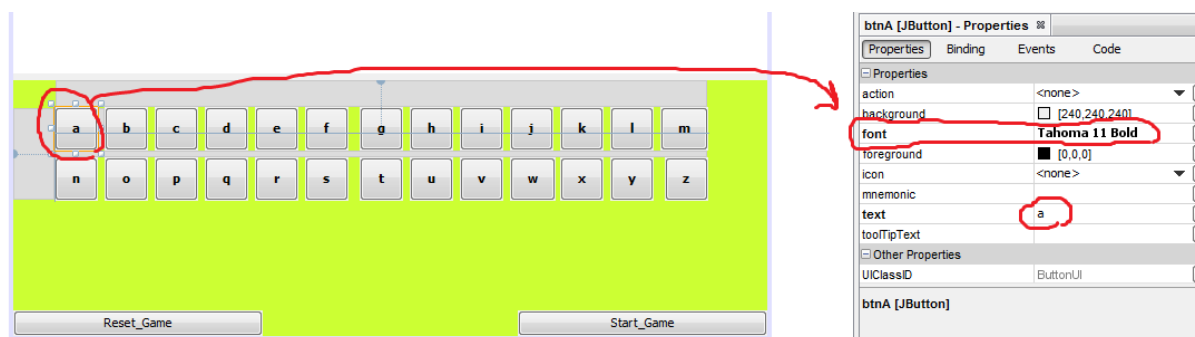 a b c d e f g h i j k l m
n o p q r s t u v w x y z
Reset_Game Start_Game
btnA [JButton] - Properties
Properties Binding Events Code
Properties
action <none>
background [240,240,240]
font Tahoma 11 Bold
foreground [0,0,0]
icon <none>
mnemonic
text a
toolTipText
Other Properties
UIClassID ButtonUI
btnA [JButton]